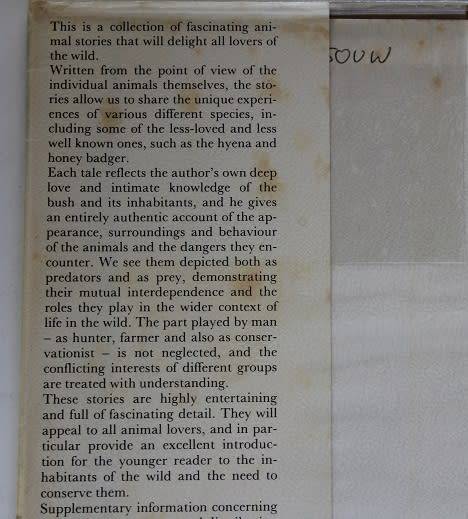 This is a collection of fascinating ani-
mal stories that will delight all lovers of
the wild.
Written from the point of view of the
individual animals themselves, the sto-
ries allow us to share the unique experi-
ences of various different species, in-
cluding some of the less-loved and less
well known ones, such as the hyena and
honey badger.
Each tale reflects the author's own deep
love and intimate knowledge of the
bush and its inhabitants, and he gives
an entirely authentic account of the ap-
pearance, surroundings and behaviour
of the animals and the dangers they en-
counter. We see them depicted both as
predators and as prey, demonstrating
their mutual interdependence and the
roles they play in the wider context of
life in the wild. The part played by man
– as hunter, farmer and also as conser-
vationist – is not neglected, and the
conflicting interests of different groups
are treated with understanding.
These stories are highly entertaining
and full of fascinating detail. They will
appeal to all animal lovers, and in par-
ticular provide an excellent introduc-
tion for the younger reader to the in-
habitants of the wild and the need to
conserve them.
Supplementary information concerning